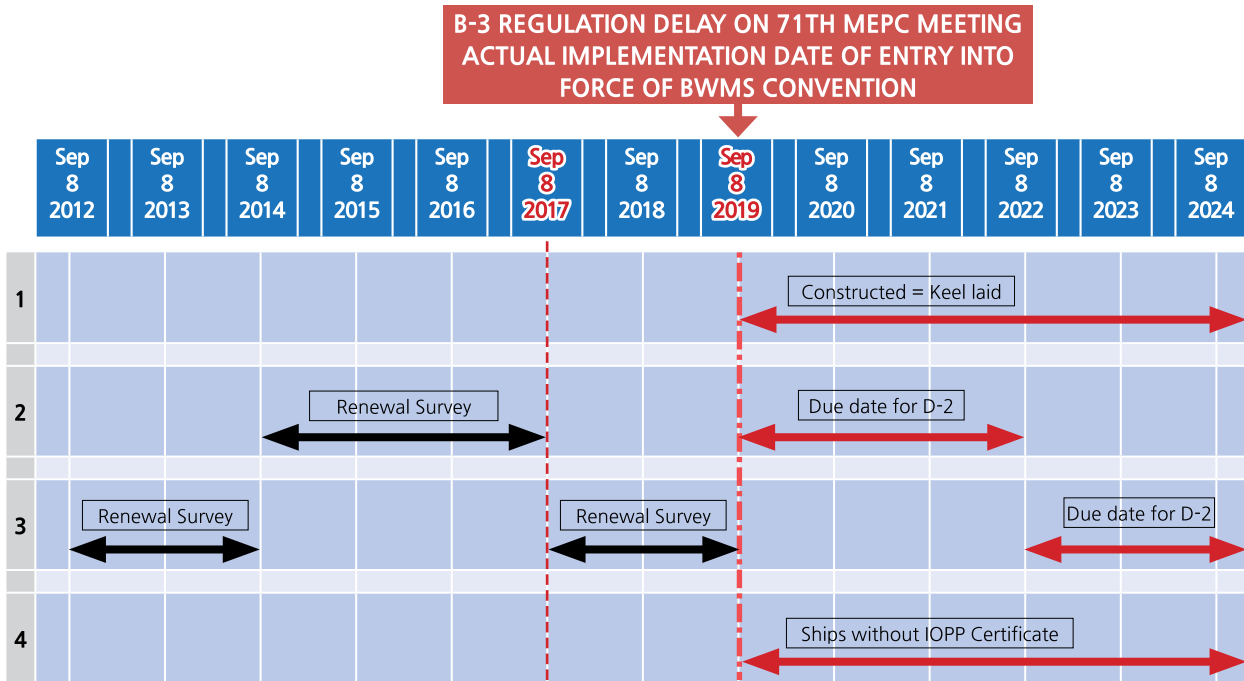 B-3 REGULATION DELAY ON 71TH MEPC MEETING
ACTUAL IMPLEMENTATION DATE OF ENTRY INTO
FORCE OF BWMS CONVENTION
Sep
8
2012
Sep
8
2013
Sep
8
2014
Sep
8
2015
Sep
8
2016
Sep
8
2017
Sep
8
2018
Sep
8
2019
Sep
8
2020
Sep
8
2021
Sep
8
2022
Sep
8
2023
Sep
8
2024
1
Constructed = Keel laid
2
Renewal Survey
Due date for D-2
3
Renewal Survey
Renewal Survey
Due date for D-2
4
Ships without IOPP Certificate